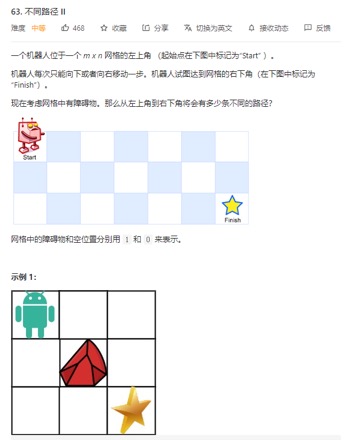 63. 不同路径 II
难度 中等 468 收藏 分享 切换为英文 接收动态 反馈
一个机器人位于一个 m x n 网格的左上角 （起始点在下图中标记为“Start” ）。
机器人每次只能向下或者向右移动一步。机器人试图达到网格的右下角（在下图中标记为
“Finish”）。
现在考虑网格中有障碍物。那么从左上角到右下角将会有多少条不同的路径？
Start
Finish
网格中的障碍物和空位置分别用 1 和 0 来表示。
示例 1：